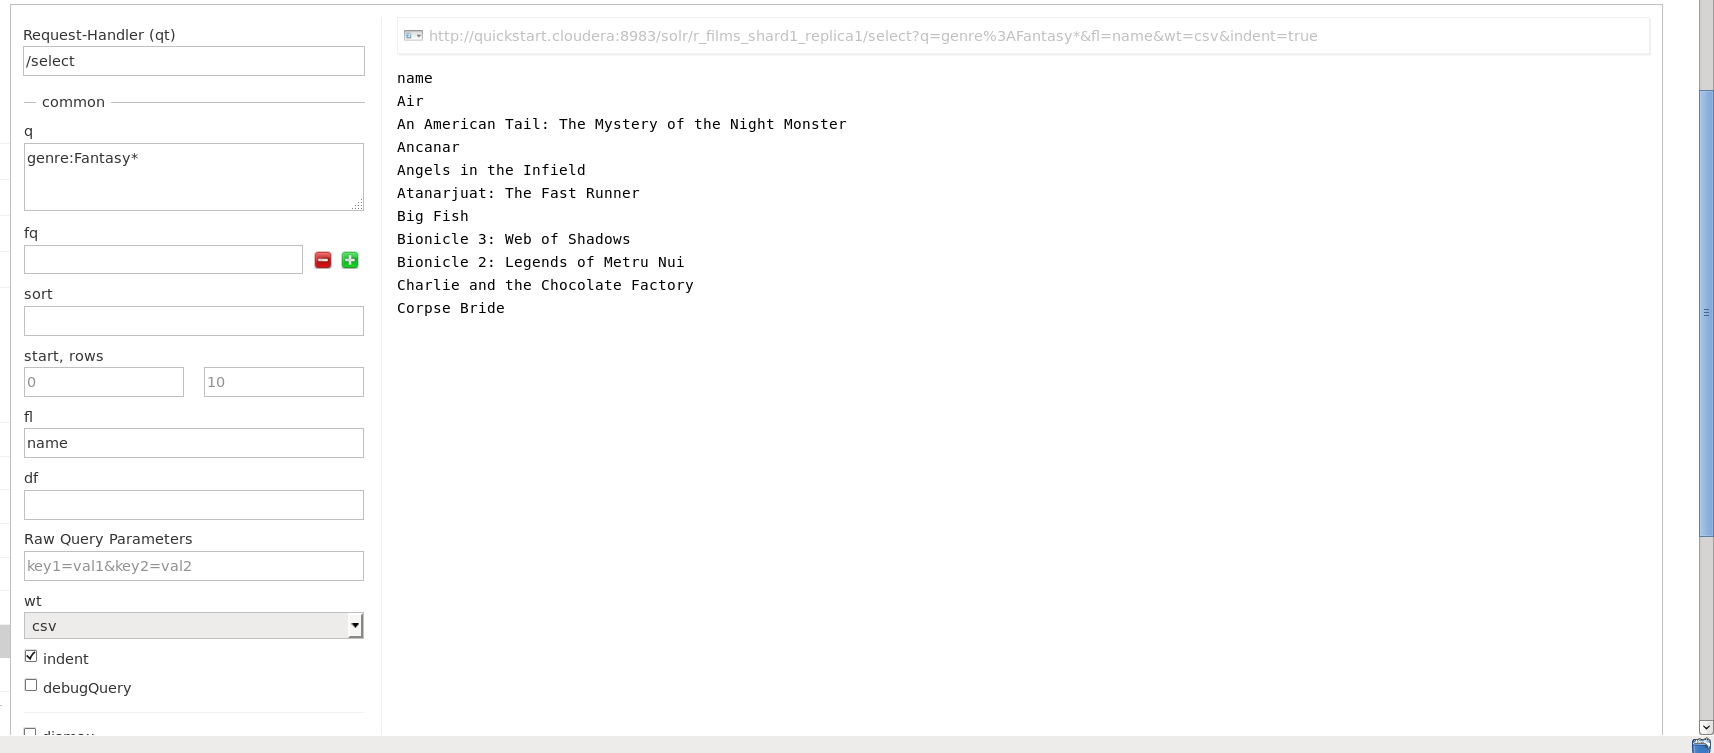 Request-Handler (qt)
/select
common
q
genre:Fantasy*
fq
sort
start, rows
0
10
fl
name
df
Raw Query Parameters
key1=val1&key2=val2
wt
csv
indent
debugQuery
http://quickstart.cloudera:8983/solr/r_films_shard1_replica1/select?q=genre%3AFantasy*&fl=name&wt=csv&indent=true
name
Air
An American Tail: The Mystery of the Night Monster
Ancanar
Angels in the Infield
Atanarjuat: The Fast Runner
Big Fish
Bionicle 3: Web of Shadows
Bionicle 2: Legends of Metru Nui
Charlie and the Chocolate Factory
Corpse Bride